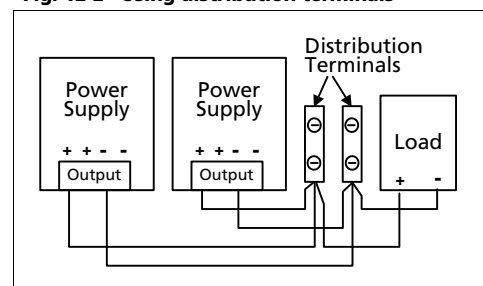 Fig. 12-2 Using distribution terminals
Distribution
Terminals
Power
Supply
+ + - -
Output
Power
Supply
+ + - -
Output
Load
+ -